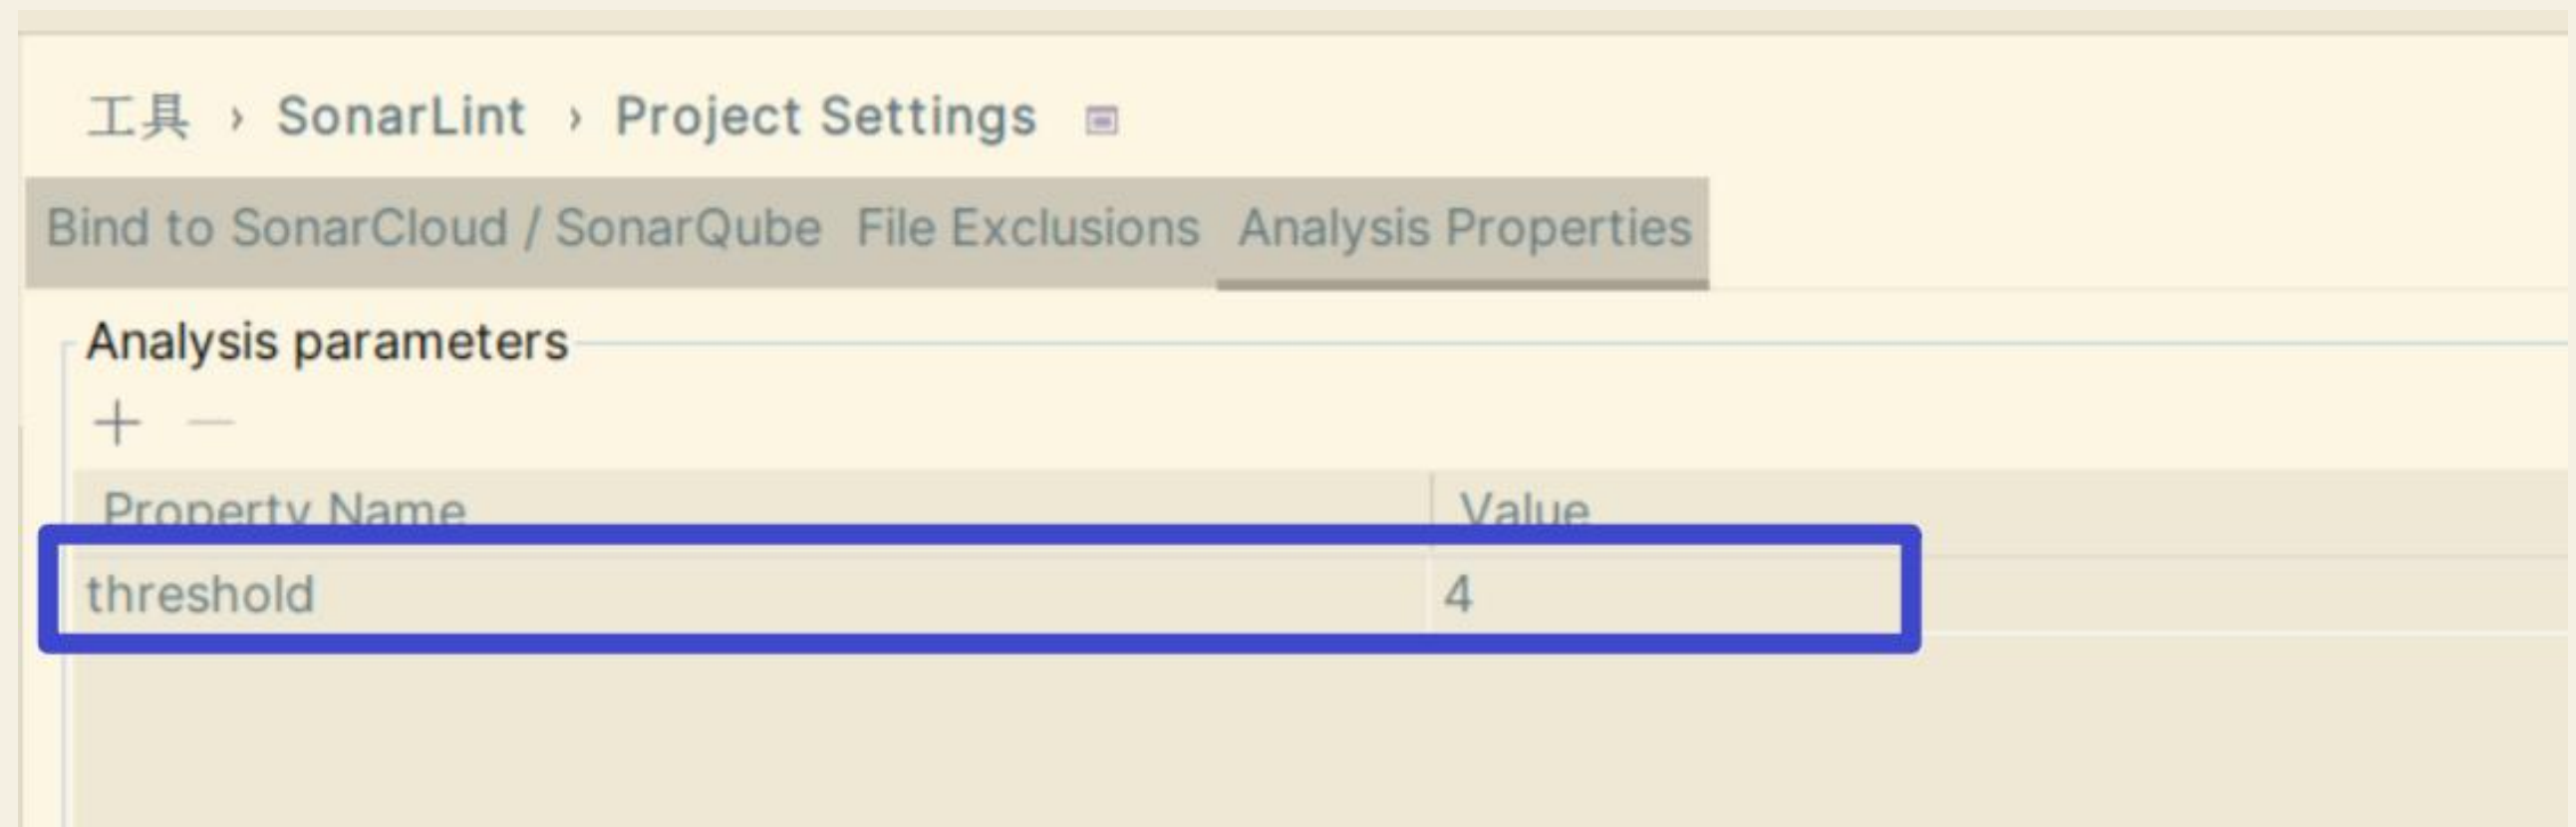 工具 › SonarLint › Project Settings
Bind to SonarCloud / SonarQube File Exclusions Analysis Properties
Analysis parameters
Property Name Value
threshold 4